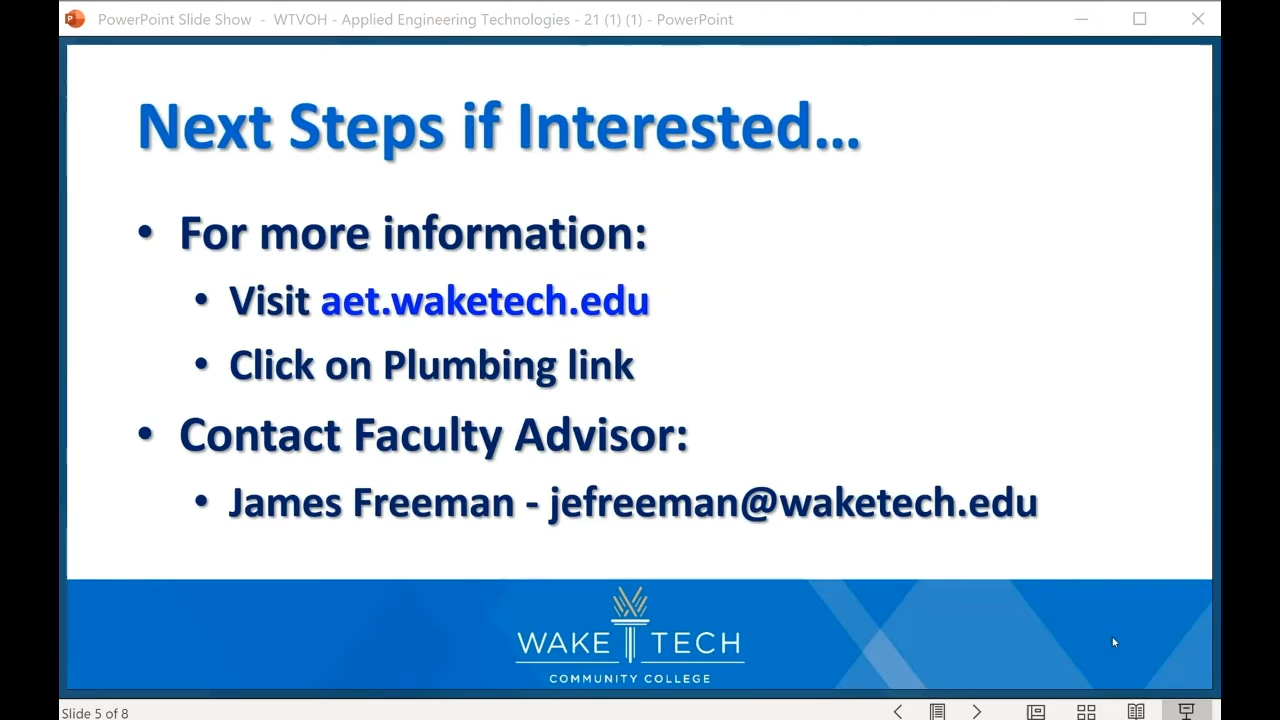 PowerPoint Slide Show - WTVOH - Applied Engineering Technologies - 21 (1) (1) - PowerPoint
Next Steps if Interested...
• For more information:
• Visit aet.waketech.edu
• Click on Plumbing link
• Contact Faculty Advisor:
• James Freeman - jefreeman@waketech.edu
WAKE TECH
COMMUNITY COLLEGE
Slide 5 of 8